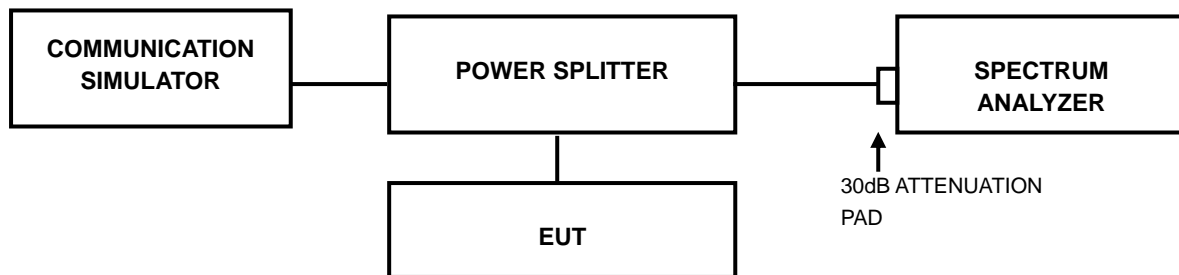 COMMUNICATION
SIMULATOR
POWER SPLITTER
SPECTRUM
ANALYZER
30dB ATTENUATION
PAD
EUT